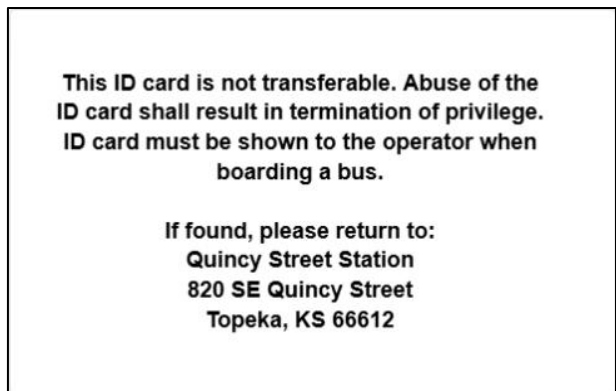 This ID card is not transferable. Abuse of the
ID card shall result in termination of privilege.
ID card must be shown to the operator when
boarding a bus.
If found, please return to:
Quincy Street Station
820 SE Quincy Street
Topeka, KS 66612